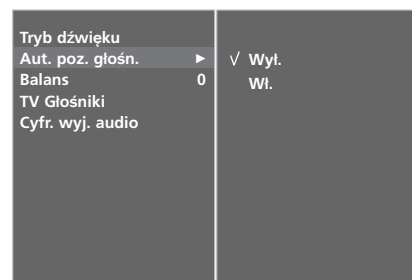 Tryb dźwięku
Aut. poz. głośn. ►
Balans 0
TV Głośniki
Cyfr. wyj. audio
√ Wył.
Wł.